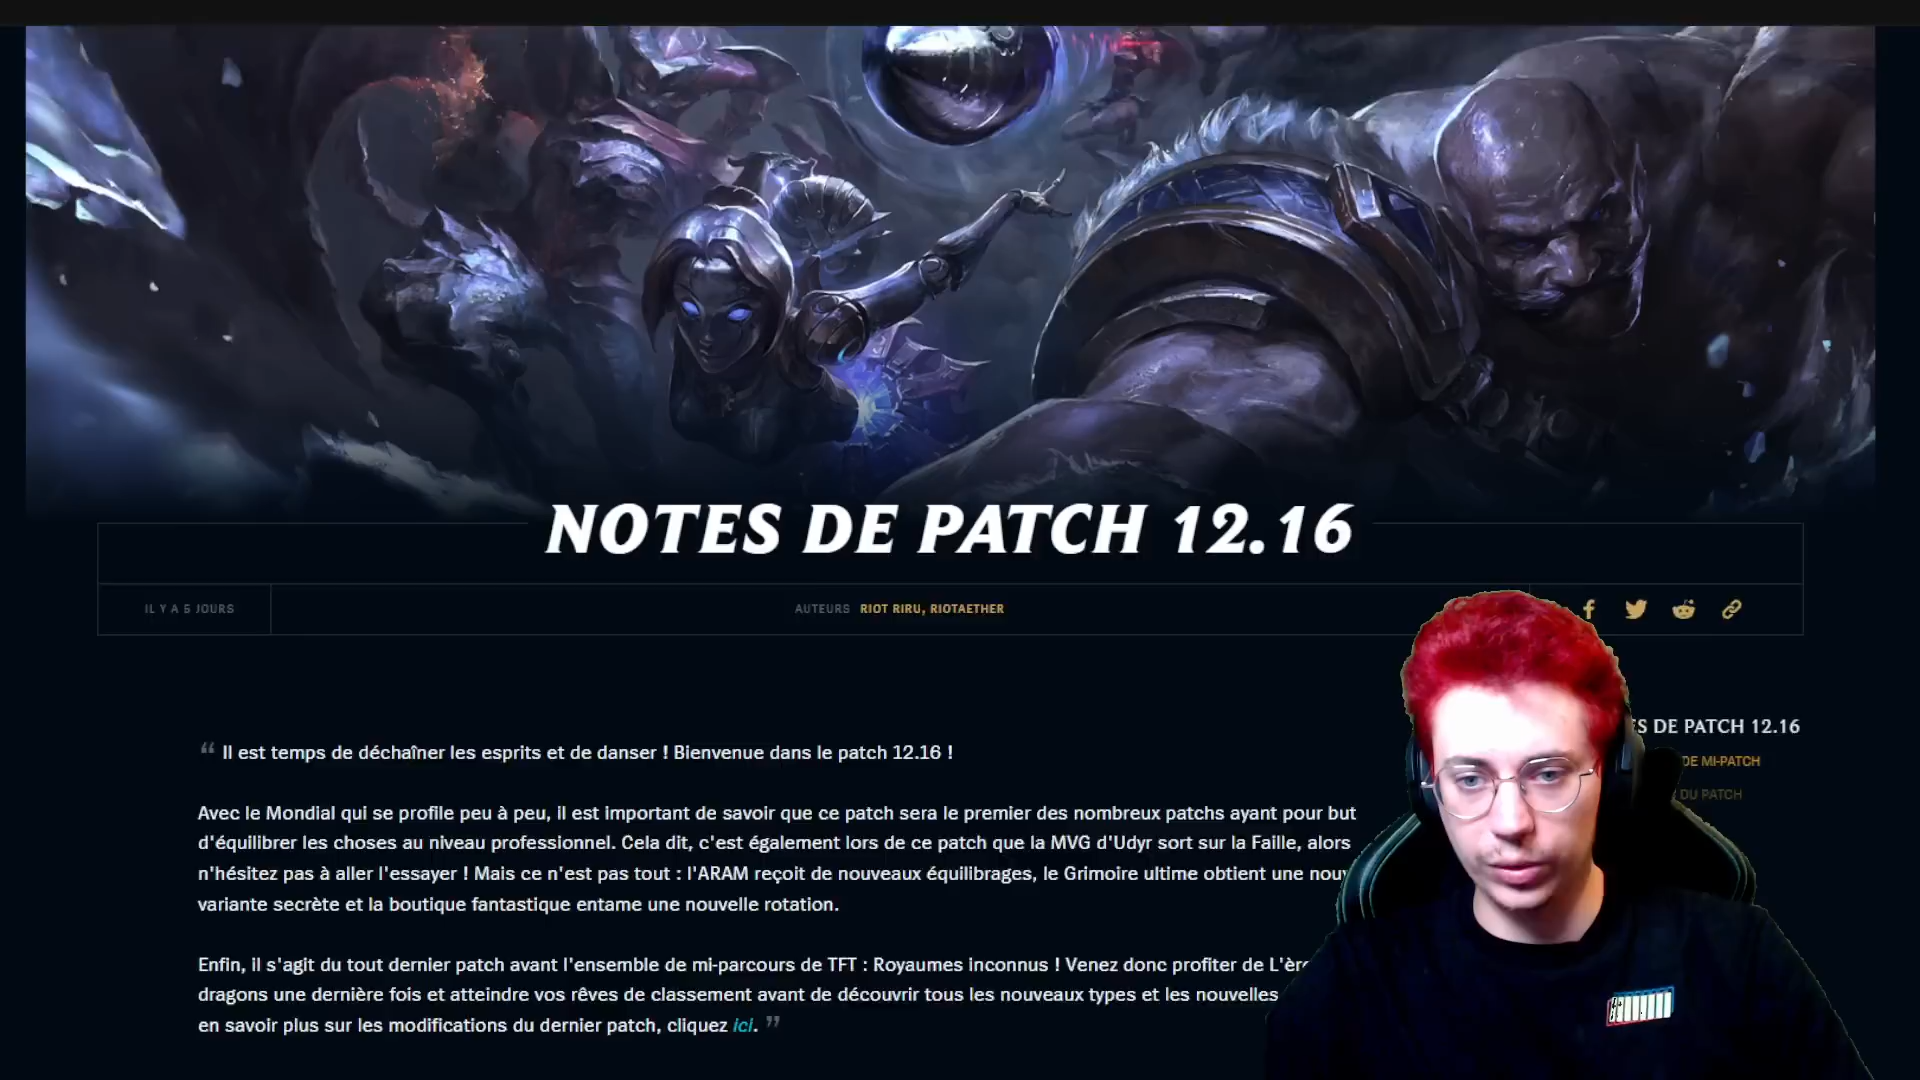 NOTES DE PATCH 12.16
IL Y A 5 JOURS
AUTEURS RIOT RIRU, RIOTAETHER
S DE PATCH 12.16
DE MI-PATCH
DU PATCH
“ Il est temps de déchaîner les esprits et de danser ! Bienvenue dans le patch 12.16 !
Avec le Mondial qui se profile peu à peu, il est important de savoir que ce patch sera le premier des nombreux patchs ayant pour but
d'équilibrer les choses au niveau professionnel. Cela dit, c'est également lors de ce patch que la MVG d'Udyr sort sur la Faille, alors
n'hésitez pas à aller l'essayer ! Mais ce n'est pas tout : l'ARAM reçoit de nouveaux équilibrages, le Grimoire ultime obtient une nouv
variante secrète et la boutique fantastique entame une nouvelle rotation.
Enfin, il s'agit du tout dernier patch avant l'ensemble de mi-parcours de TFT : Royaumes inconnus ! Venez donc profiter de L'ère
dragons une dernière fois et atteindre vos rêves de classement avant de découvrir tous les nouveaux types et les nouvelles
en savoir plus sur les modifications du dernier patch, cliquez ici. ”